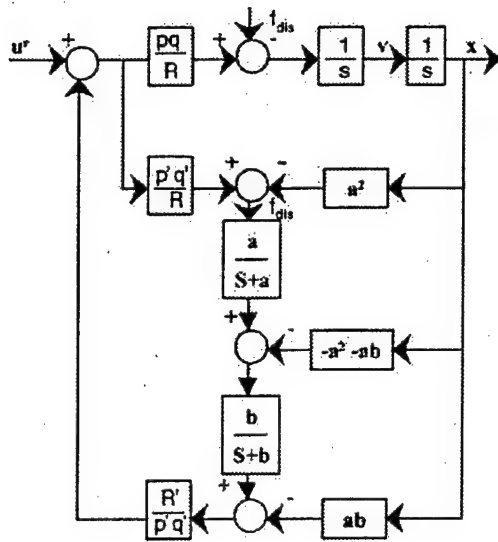 f_dis
u^r + pq/R + - 1/s v 1/s x
p'q'/R + - a²
f_dis
a/S+a
+ - -a² -ab
b/S+b
R'/p'q' + - ab